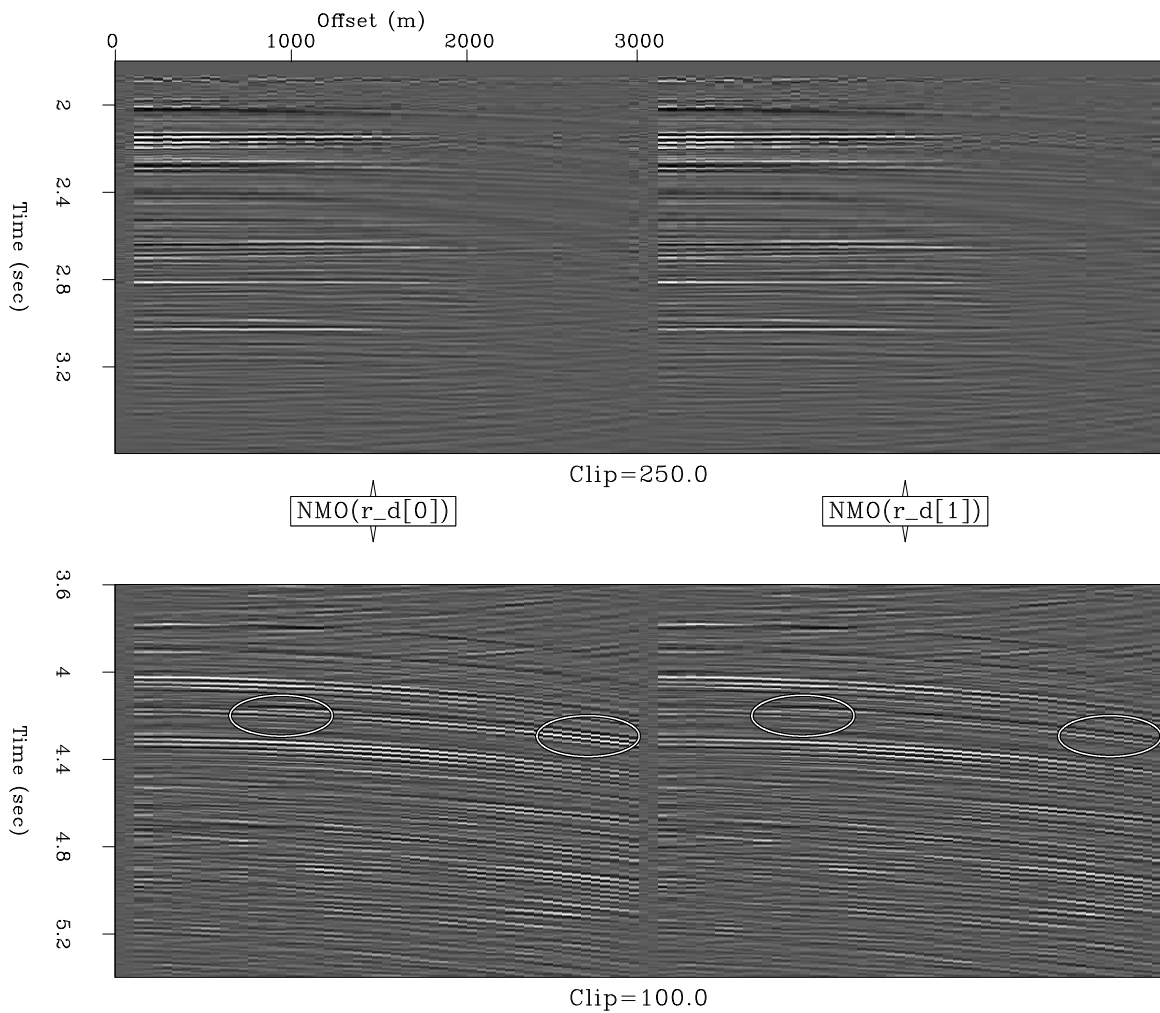 Offset (m)
0 1000 2000 3000
2
2.4
2.8
3.2
Time (sec)
Clip=250.0
NMO(r_d[0]) NMO(r_d[1])
3.6
4
4.4
4.8
5.2
Time (sec)
Clip=100.0